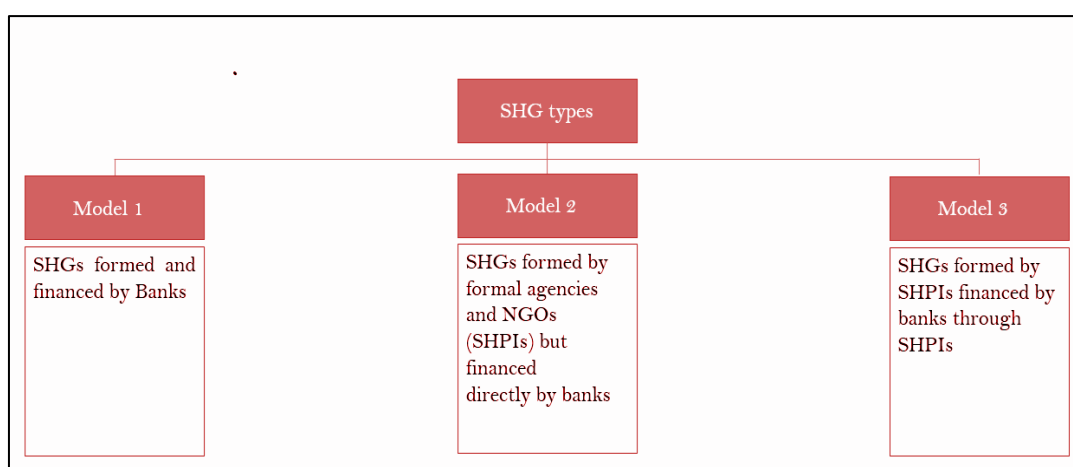 SHG types
Model 1
SHGs formed and
financed by Banks
Model 2
SHGs formed by
formal agencies
and NGOs
(SHPIs) but
financed
directly by banks
Model 3
SHGs formed by
SHPIs financed by
banks through
SHPIs